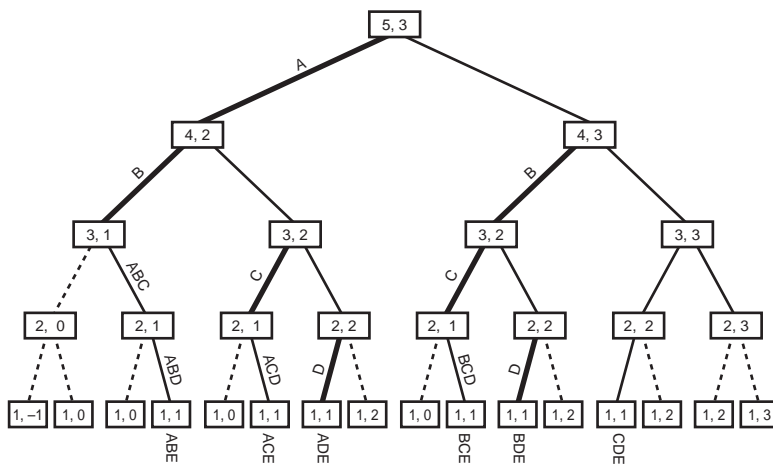 5, 3
A
4, 2
4, 3
B
B
3, 1
3, 2
3, 2
3, 3
ABC
C
C
2, 0
2, 1
2, 1
2, 2
2, 1
2, 2
2, 2
2, 3
ABD
ACD
D
BCD
D
1, –1
1, 0
1, 0
1, 1
1, 0
1, 1
1, 1
1, 2
1, 0
1, 1
1, 1
1, 2
1, 1
1, 2
1, 2
1, 3
ABE
ACE
ADE
BCE
BDE
CDE